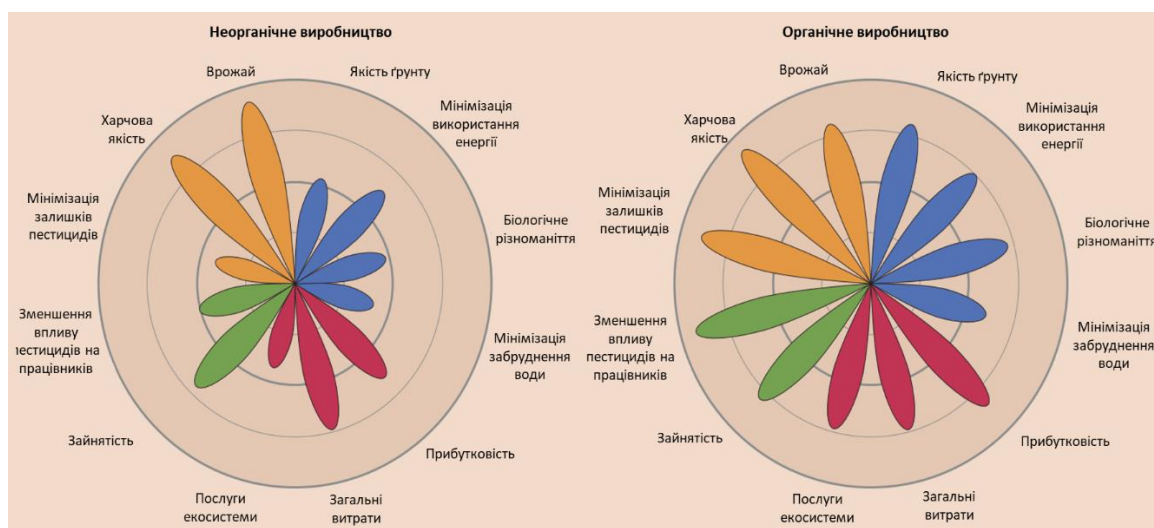 Неорганічне виробництво
Врожай
Якість ґрунту
Харчова
якість
Мінімізація
використання
енергії
Мінімізація
залишків
пестицидів
Біологічне
різноманіття
Зменшення
впливу
пестицидів на
працівників
Мінімізація
забруднення
води
Зайнятість
Прибутковість
Послуги
екосистеми
Загальні
витрати
Органічне виробництво
Врожай
Якість ґрунту
Харчова
якість
Мінімізація
використання
енергії
Мінімізація
залишків
пестицидів
Біологічне
різноманіття
Зменшення
впливу
пестицидів на
працівників
Мінімізація
забруднення
води
Зайнятість
Прибутковість
Послуги
екосистеми
Загальні
витрати